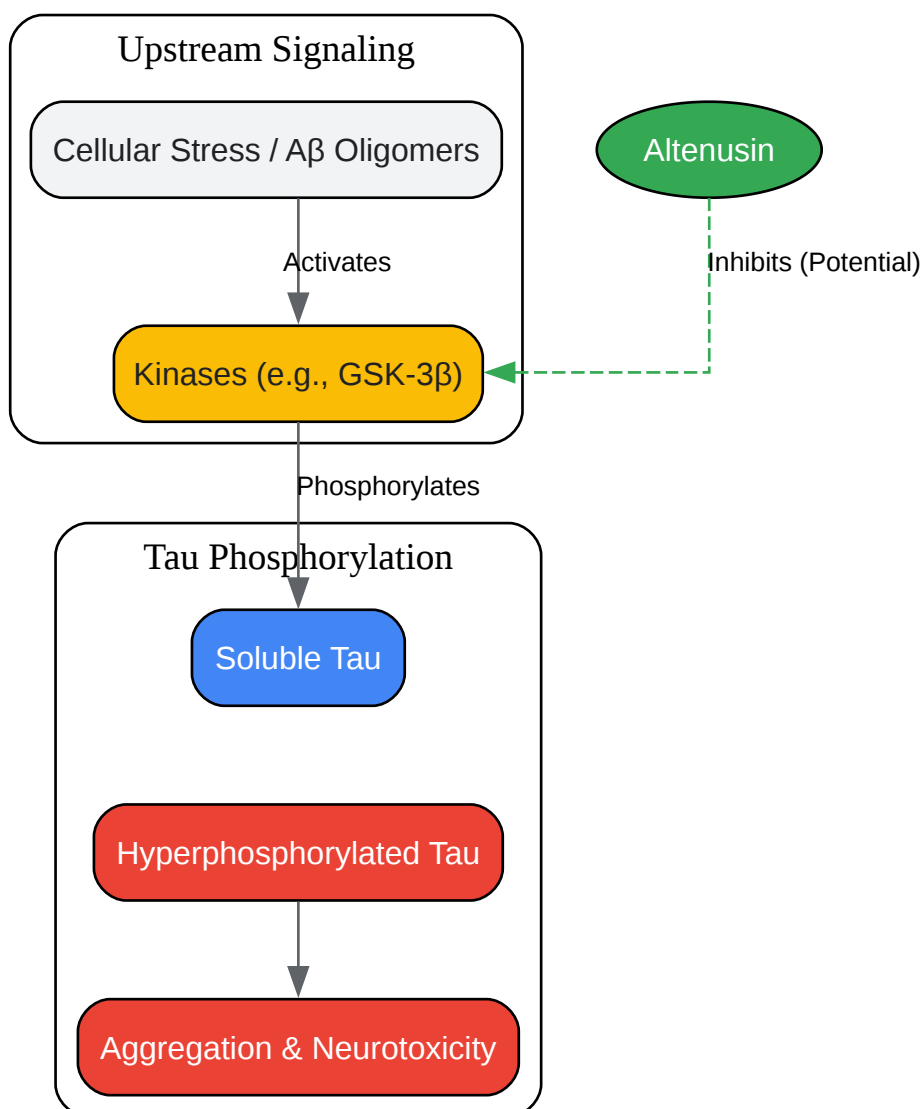 Upstream Signaling
Cellular Stress / Aβ Oligomers
Altenusin
Activates
Inhibits (Potential)
Kinases (e.g., GSK-3β)
Phosphorylates
Tau Phosphorylation
Soluble Tau
Hyperphosphorylated Tau
Aggregation & Neurotoxicity